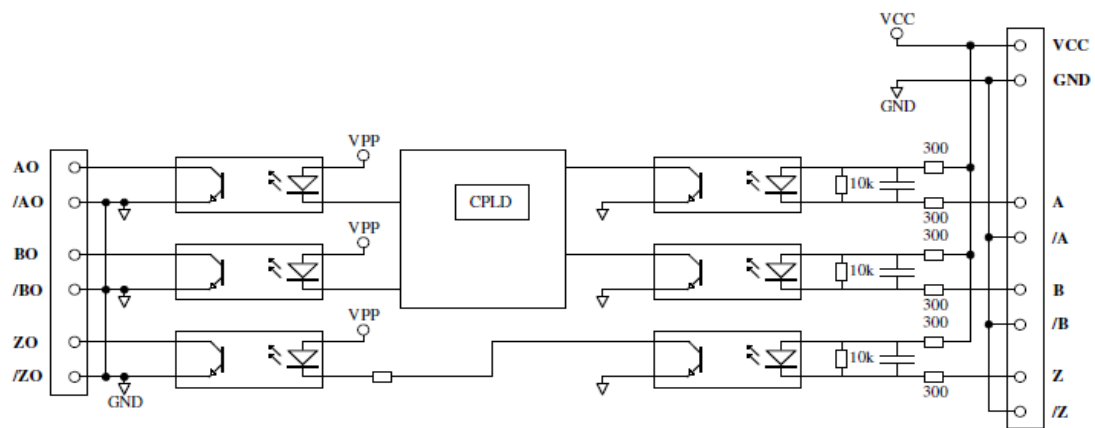 VCC
VCC
GND
GND
VPP
300
AO
10k
/AO
CPLD
A
300
VPP
300
/A
BO
10k
/BO
B
300
VPP
300
/B
ZO
10k
/ZO
Z
GND
300
/Z